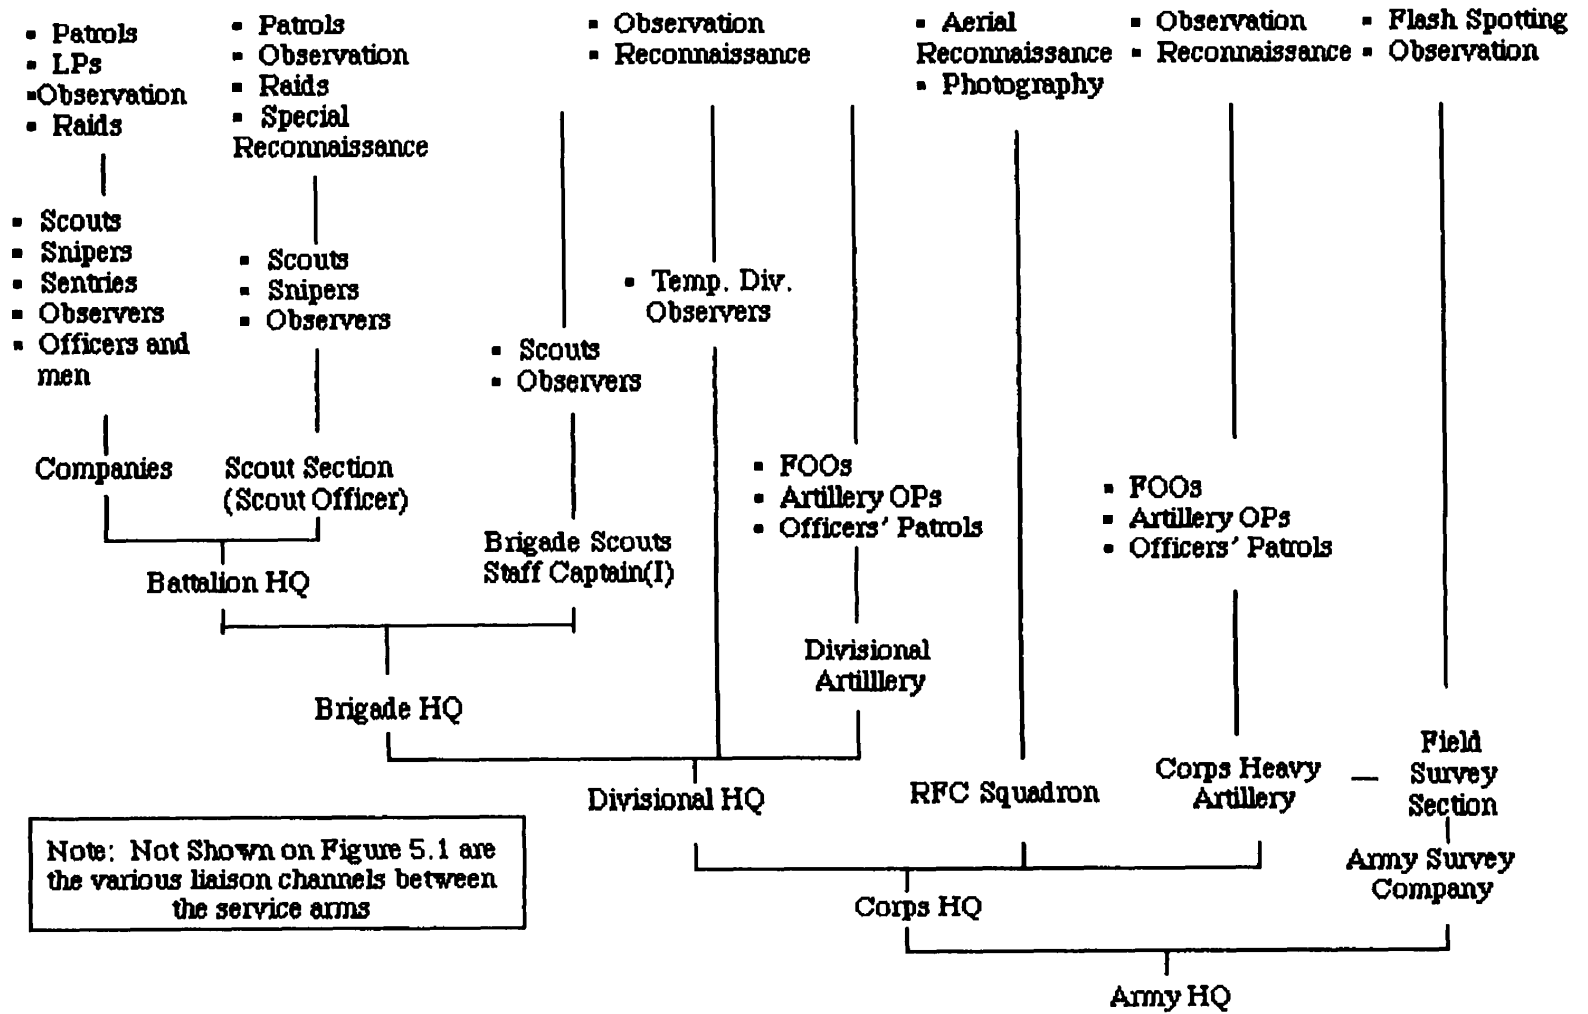 ▪ Patrols
▪ LPs
▪Observation
▪ Raids
▪ Patrols
▪ Observation
▪ Raids
▪ Special
Reconnaissance
▪ Observation
▪ Reconnaissance
▪ Aerial
Reconnaissance
▪ Photography
▪ Observation
▪ Reconnaissance
▪ Flash Spotting
▪ Observation
▪ Scouts
▪ Snipers
▪ Sentries
▪ Observers
▪ Officers and
men
▪ Scouts
▪ Snipers
▪ Observers
▪ Scouts
▪ Observers
▪ Temp. Div.
Observers
▪ FOOs
▪ Artillery OPs
▪ Officers' Patrols
▪ FOOs
▪ Artillery OPs
▪ Officers' Patrols
Companies
Scout Section
(Scout Officer)
Battalion HQ
Brigade Scouts
Staff Captain(I)
Divisional
Artilllery
Brigade HQ
Divisional HQ
RFC Squadron
Corps Heavy
Artillery
Field
Survey
Section
Army Survey
Company
Note: Not Shown on Figure 5.1 are
the various liaison channels between
the service arms
Corps HQ
Army HQ